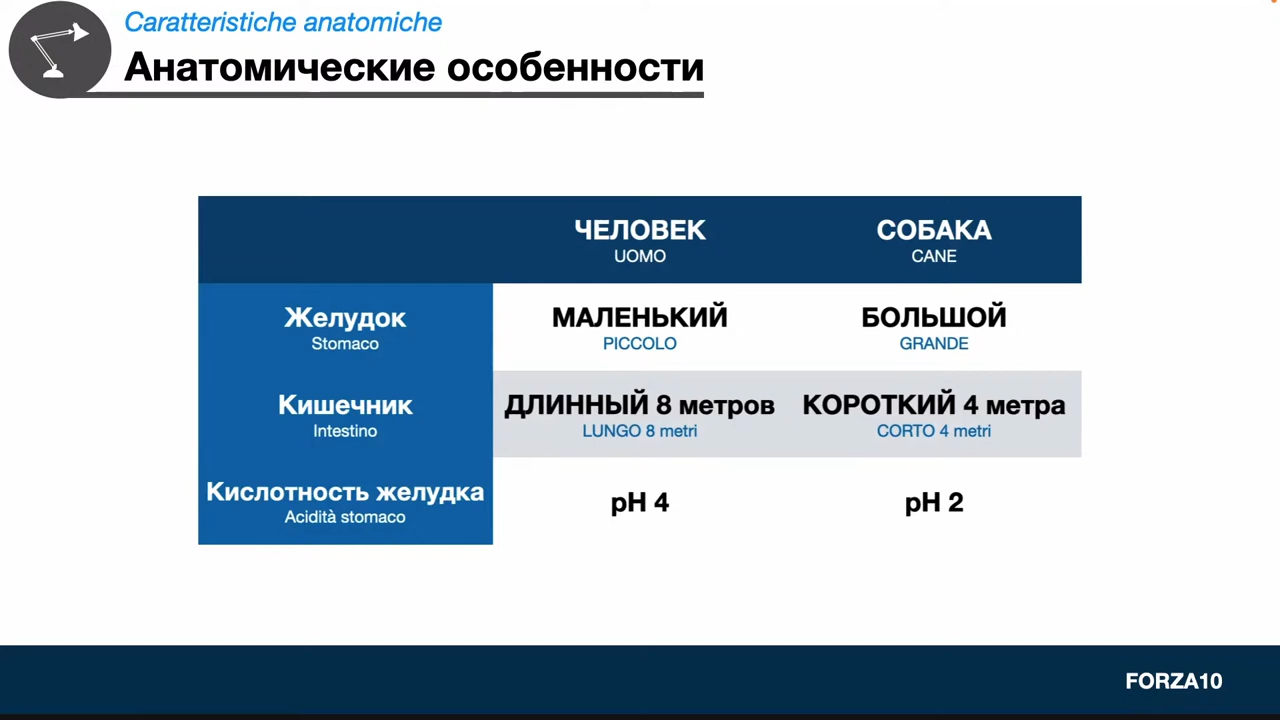 Caratteristiche anatomiche
Анатомические особенности
ЧЕЛОВЕК
UOMO
СОБАКА
CANE
Желудок
Stomaco
МАЛЕНЬКИЙ
PICCOLO
БОЛЬШОЙ
GRANDE
Кишечник
Intestino
ДЛИННЫЙ 8 метров
LUNGO 8 metri
КОРОТКИЙ 4 метра
CORTO 4 metri
Кислотность желудка
Acidità stomaco
pH 4
pH 2
FORZA10